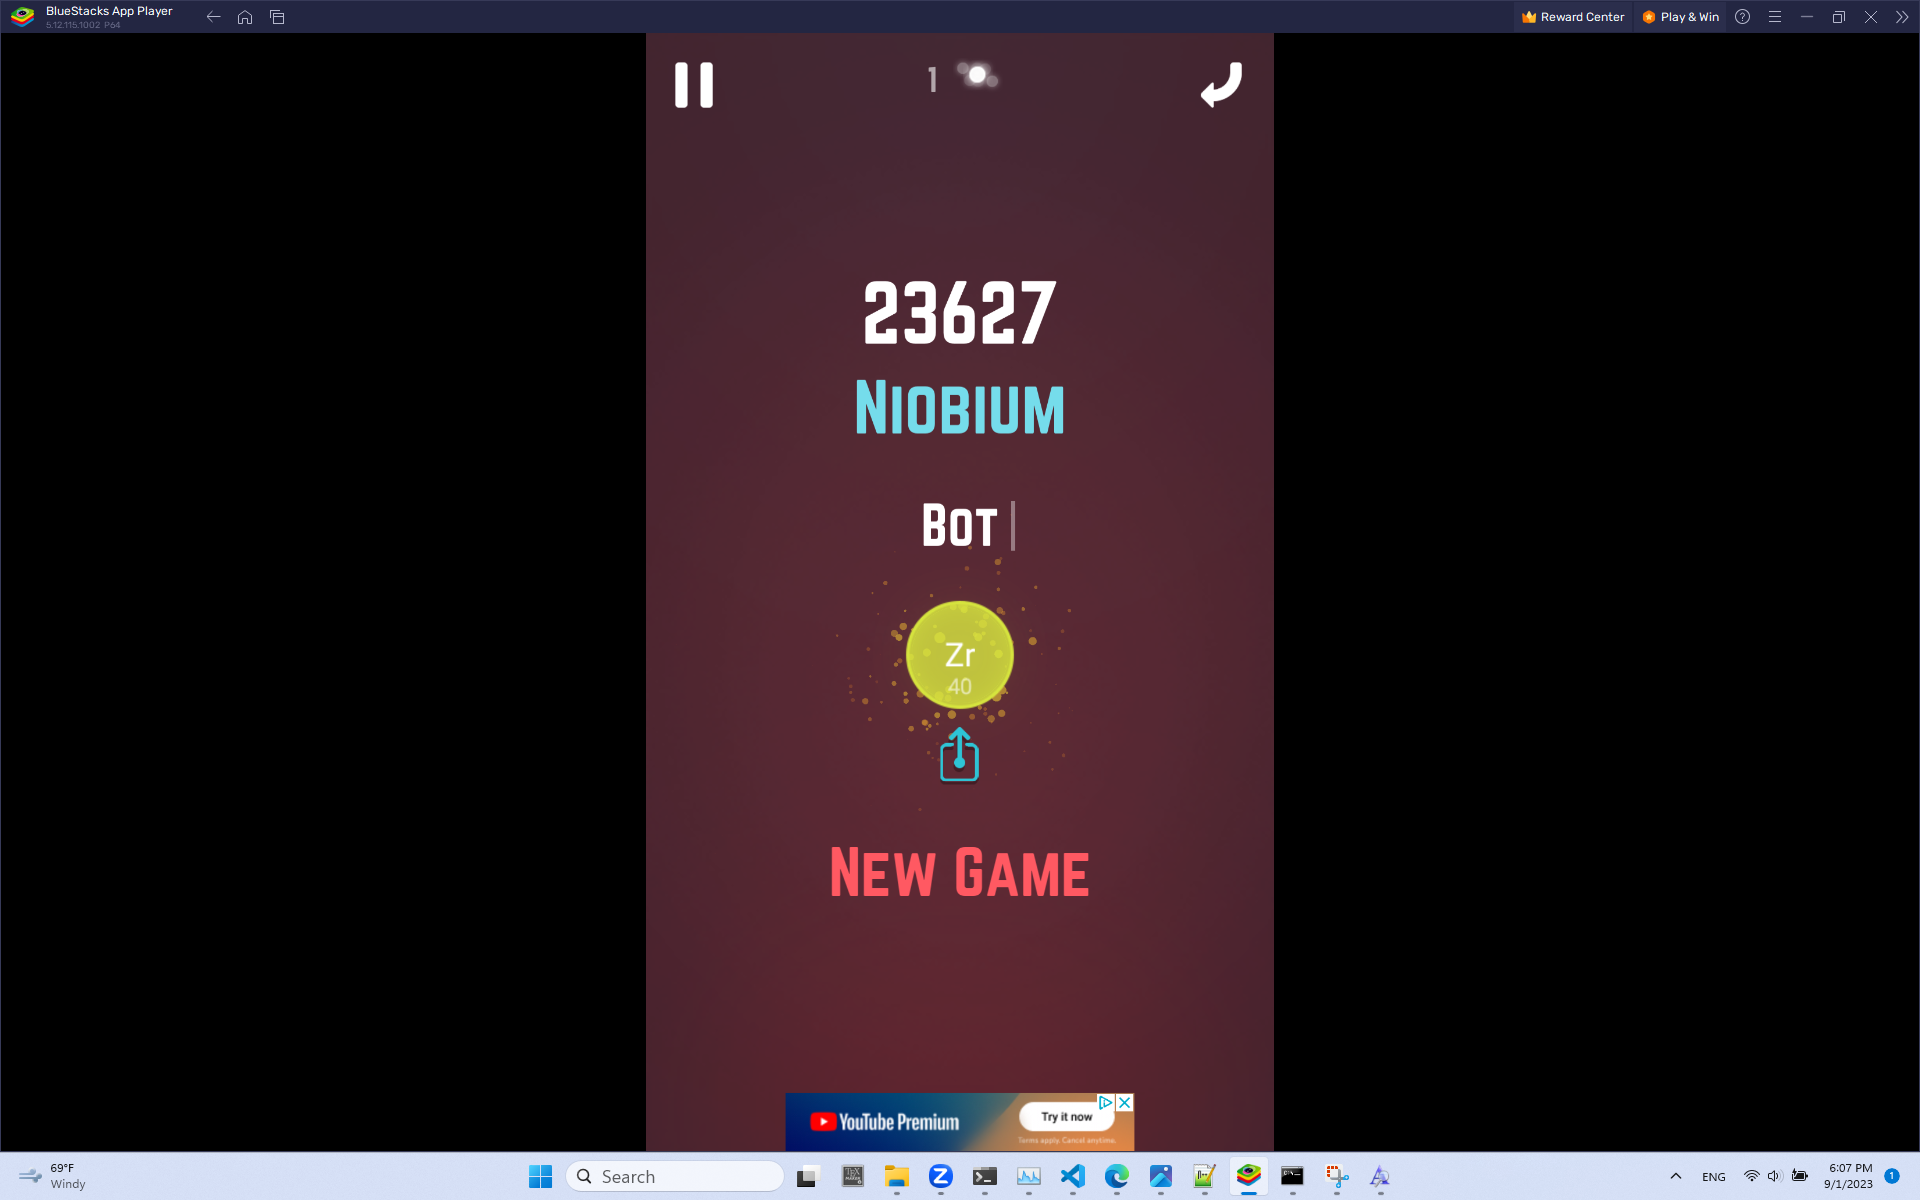 BlueStacks App Player
5.12.115.1002 P64
Reward Center
Play & Win
1
23627
NIOBIUM
BOT
Zr
40
NEW GAME
YouTube Premium
Try it now
Terms apply. Cancel anytime.
69°F
Windy
Search
ENG
6:07 PM
9/1/2023
1